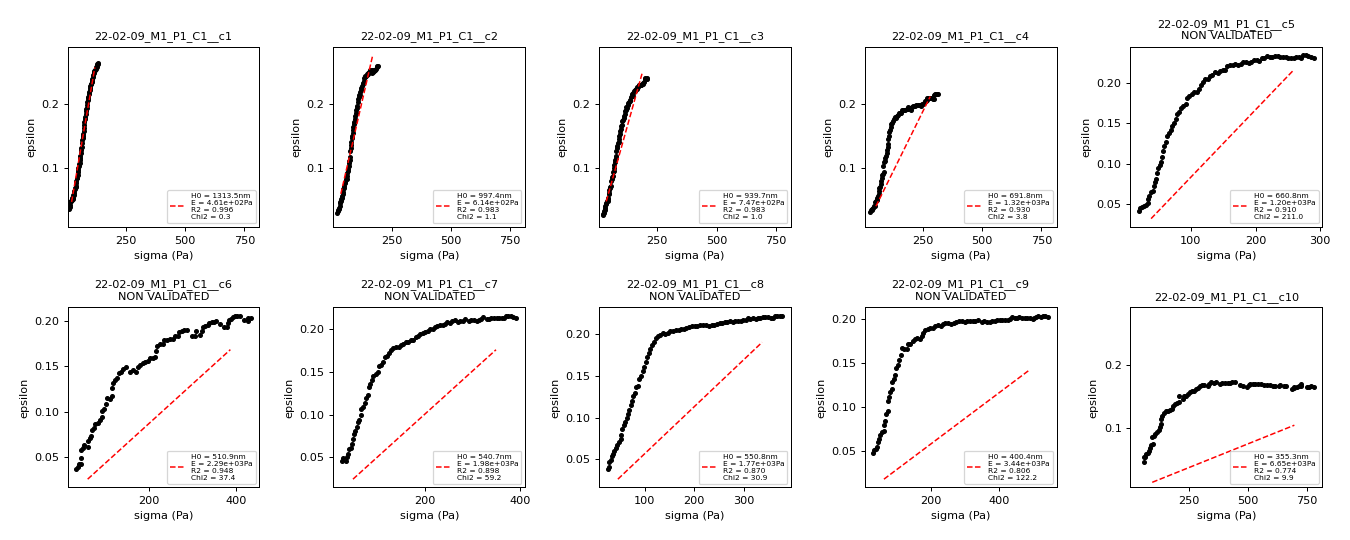 22-02-09_M1_P1_C1__c1
epsilon
0.2
0.1
250
500
750
sigma (Pa)
H0 = 1313.5nm
E = 4.61e+02Pa
R2 = 0.996
Chi2 = 0.3
22-02-09_M1_P1_C1__c2
epsilon
0.2
0.1
250
500
750
sigma (Pa)
H0 = 997.4nm
E = 6.14e+02Pa
R2 = 0.983
Chi2 = 1.1
22-02-09_M1_P1_C1__c3
epsilon
0.2
0.1
250
500
750
sigma (Pa)
H0 = 939.7nm
E = 7.47e+02Pa
R2 = 0.983
Chi2 = 1.0
22-02-09_M1_P1_C1__c4
epsilon
0.2
0.1
250
500
750
sigma (Pa)
H0 = 691.8nm
E = 1.32e+03Pa
R2 = 0.930
Chi2 = 3.8
22-02-09_M1_P1_C1__c5
NON VALIDATED
epsilon
0.20
0.15
0.10
0.05
100
200
300
sigma (Pa)
H0 = 660.8nm
E = 1.20e+03Pa
R2 = 0.910
Chi2 = 211.0
22-02-09_M1_P1_C1__c6
NON VALIDATED
epsilon
0.20
0.15
0.10
0.05
200
400
sigma (Pa)
H0 = 510.9nm
E = 2.29e+03Pa
R2 = 0.948
Chi2 = 37.4
22-02-09_M1_P1_C1__c7
NON VALIDATED
epsilon
0.20
0.15
0.10
0.05
200
400
sigma (Pa)
H0 = 540.7nm
E = 1.98e+03Pa
R2 = 0.898
Chi2 = 59.2
22-02-09_M1_P1_C1__c8
NON VALIDATED
epsilon
0.20
0.15
0.10
0.05
100
200
300
sigma (Pa)
H0 = 550.8nm
E = 1.77e+03Pa
R2 = 0.870
Chi2 = 30.9
22-02-09_M1_P1_C1__c9
NON VALIDATED
epsilon
0.20
0.15
0.10
0.05
200
400
sigma (Pa)
H0 = 400.4nm
E = 3.44e+03Pa
R2 = 0.806
Chi2 = 122.2
22-02-09_M1_P1_C1__c10
epsilon
0.2
0.1
250
500
750
sigma (Pa)
H0 = 355.3nm
E = 6.65e+03Pa
R2 = 0.774
Chi2 = 9.9